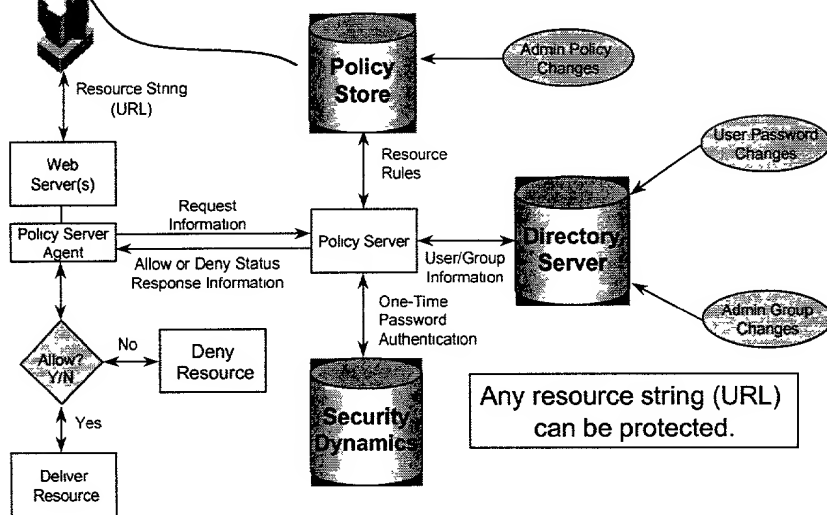 Resource String
(URL)
Policy
Store
Admin Policy
Changes
User Password
Changes
Web
Server(s)
Resource
Rules
Request
Information
Policy Server
Agent
Policy Server
Directory
Server
Allow or Deny Status
Response Information
User/Group
Information
One-Time
Password
Authentication
Admin Group
Changes
Allow?
Y/N
No
Deny
Resource
Yes
Security
Dynamics
Any resource string (URL)
can be protected.
Deliver
Resource